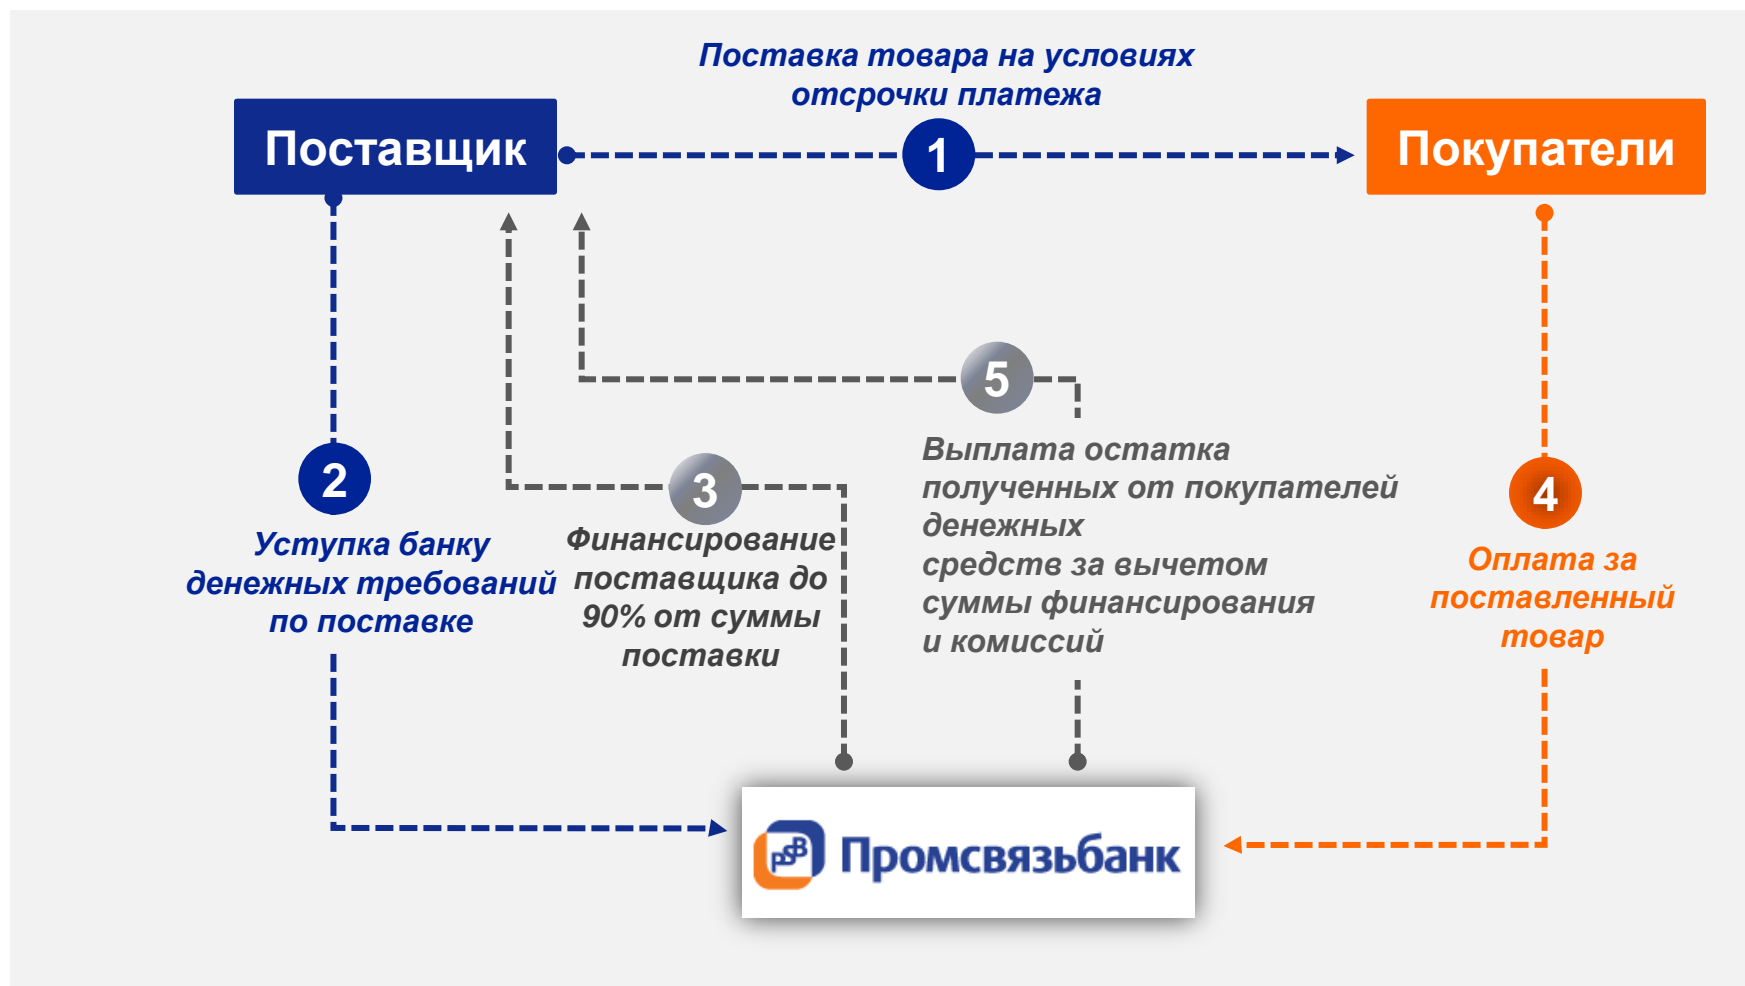 Поставка товара на условиях
отсрочки платежа
Поставщик
1
Покупатели
5
2
3
4
Уступка банку
денежных требований
по поставке
Финансирование
поставщика до
90% от суммы
поставки
Выплата остатка
полученных от покупателей
денежных
средств за вычетом
суммы финансирования
и комиссий
Оплата за
поставленный
товар
PSB Промсвязьбанк